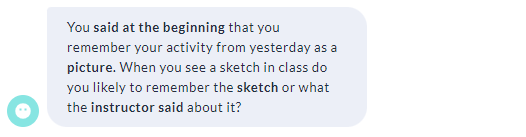 You said at the beginning that you
remember your activity from yesterday as a
picture. When you see a sketch in class do
you likely to remember the sketch or what
the instructor said about it?